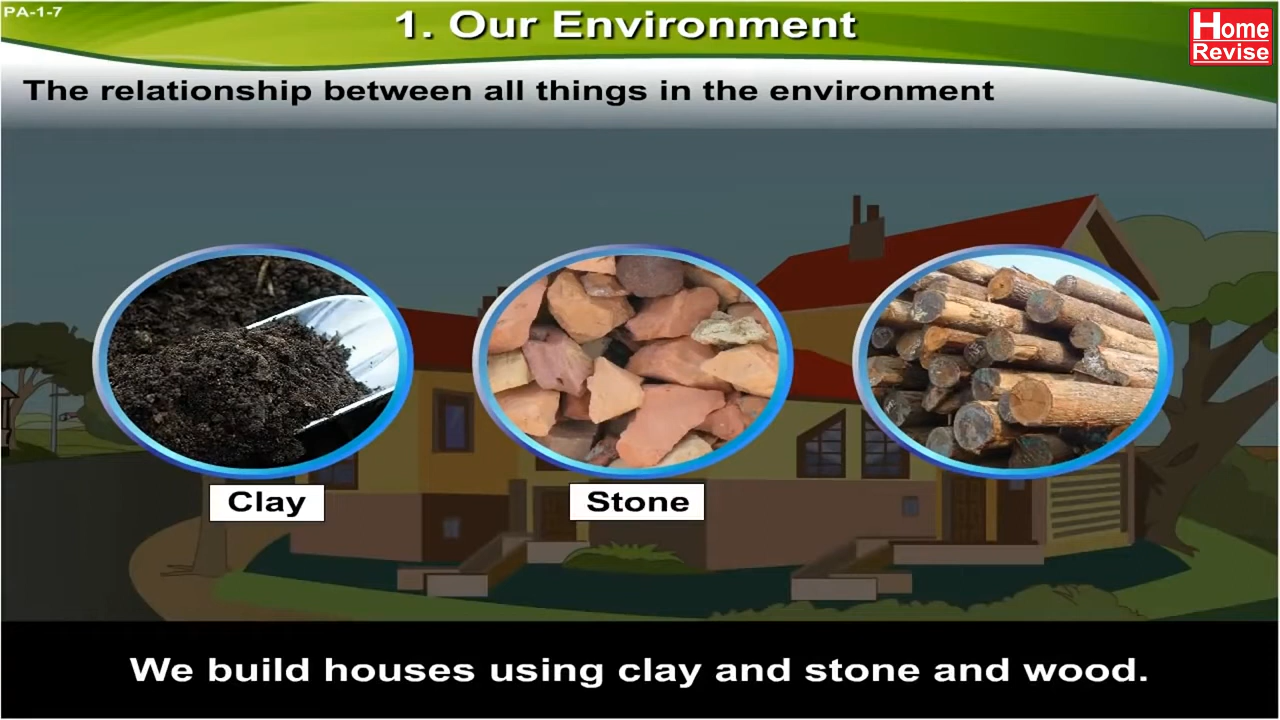 PA-1-7
1. Our Environment
Home
Revise
The relationship between all things in the environment
Clay
Stone
We build houses using clay and stone and wood.